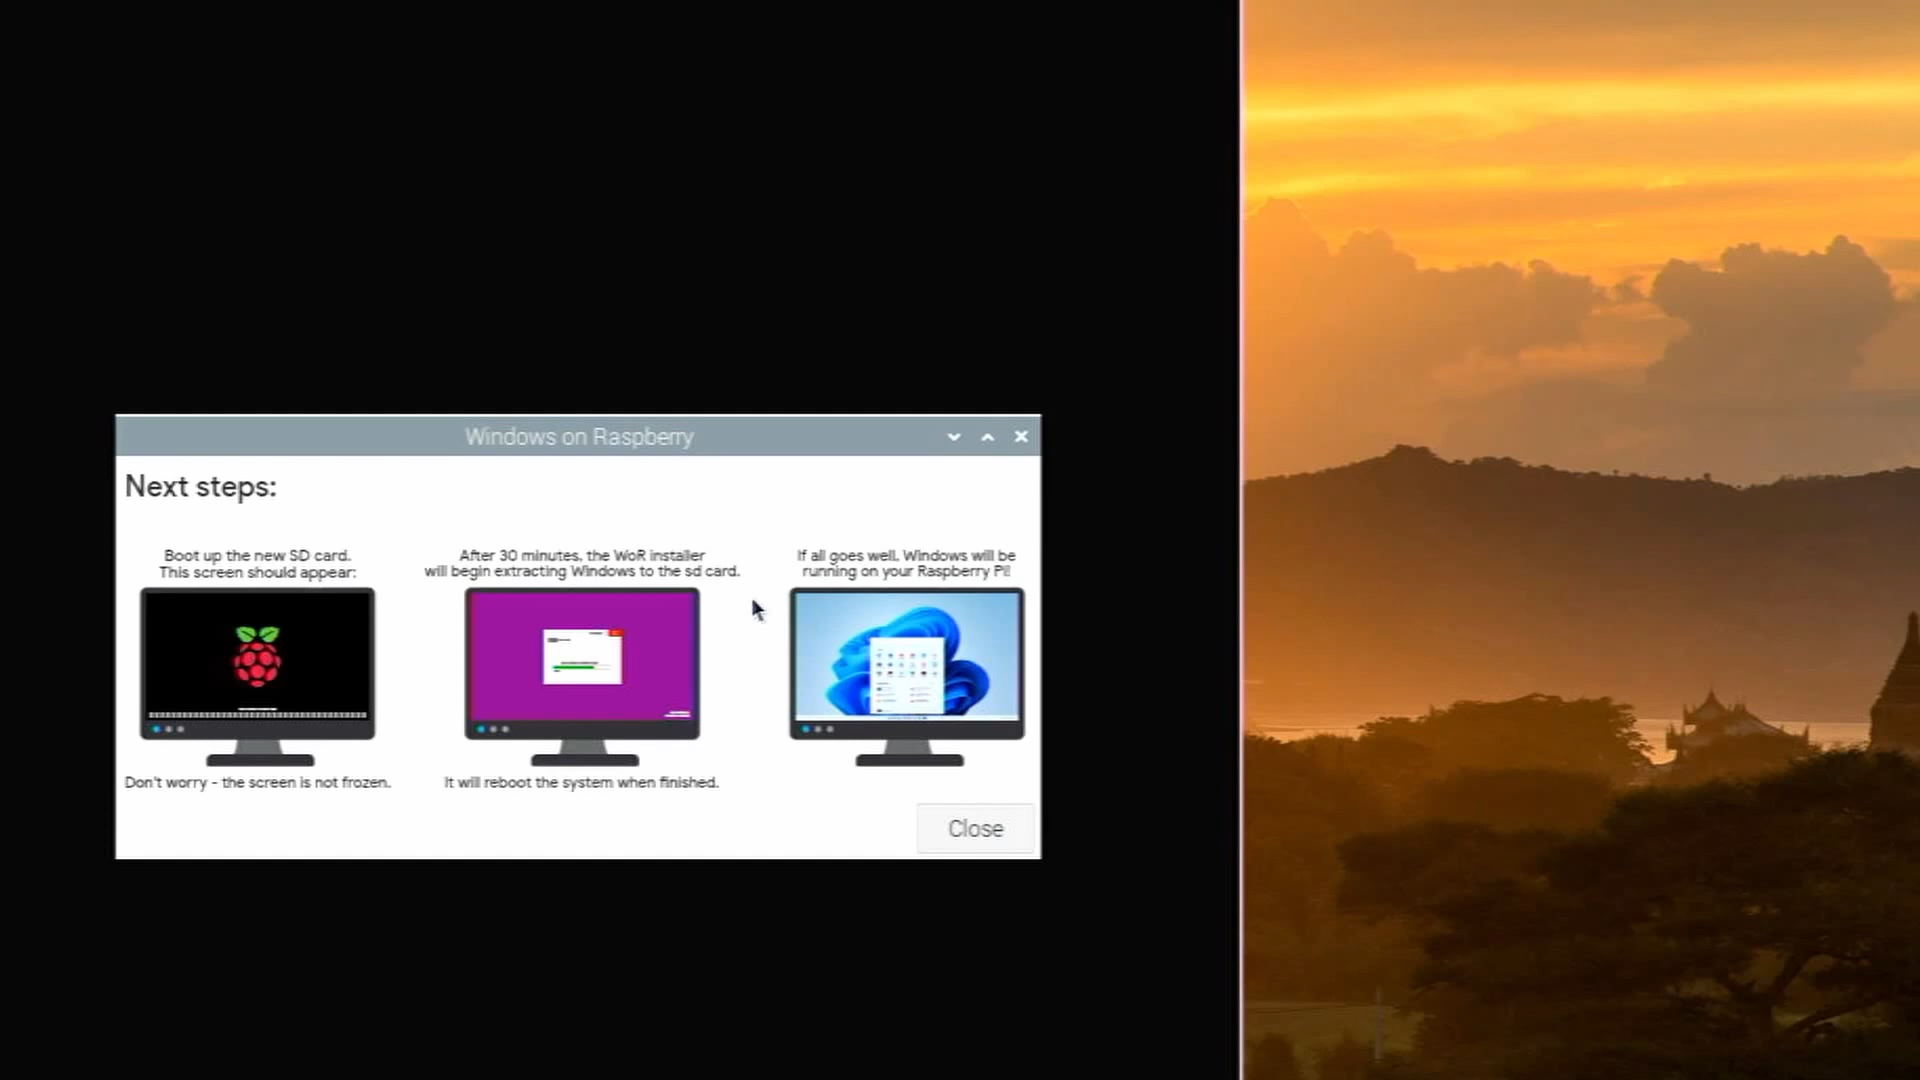 Windows on Raspberry
Next steps:
Boot up the new SD card.
This screen should appear:
After 30 minutes, the WoR installer
will begin extracting Windows to the sd card.
If all goes well, Windows will be
running on your Raspberry Pi!
Don't worry - the screen is not frozen.
It will reboot the system when finished.
Close